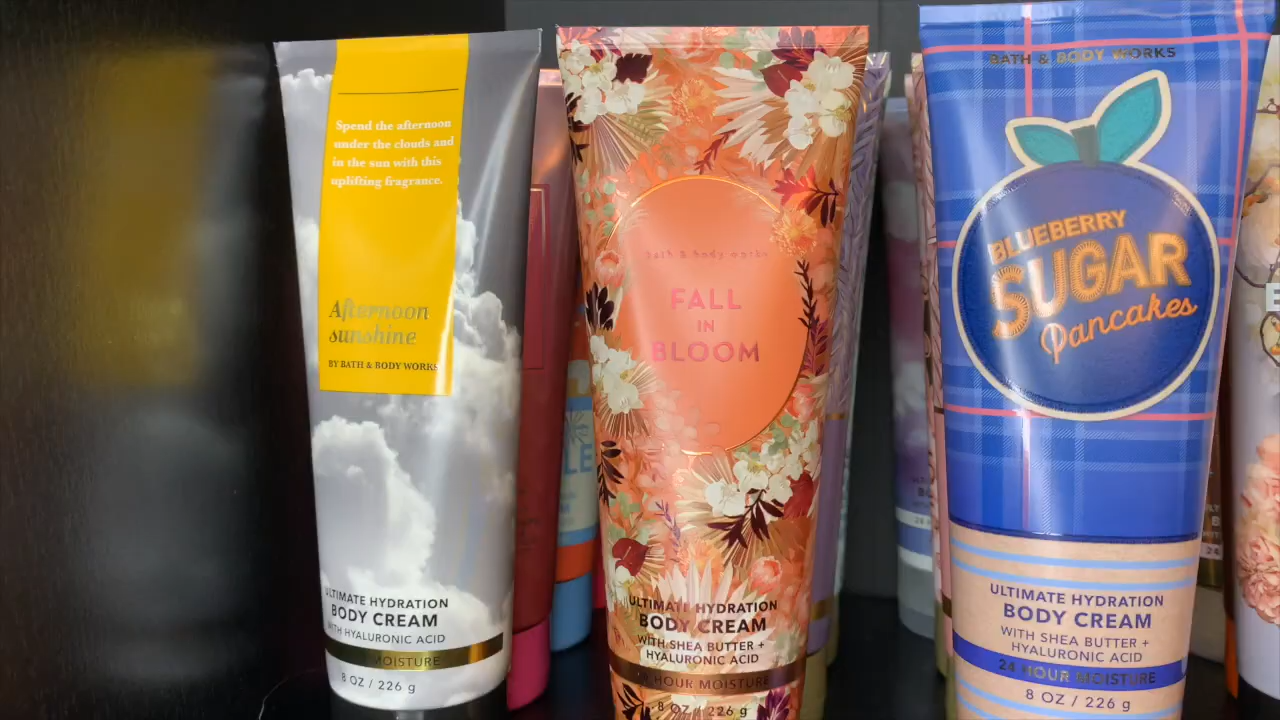 Spend the afternoon
under the clouds and
in the sun with this
uplifting fragrance.
Afternoon
sunshine
BY BATH & BODY WORKS
ULTIMATE HYDRATION
BODY CREAM
WITH HYALURONIC ACID
MOISTURE
8 OZ / 226 g
bath & body works
FALL
IN
BLOOM
ULTIMATE HYDRATION
BODY CREAM
WITH SHEA BUTTER +
HYALURONIC ACID
HOUR MOISTURE
8 OZ / 226 g
BATH & BODY WORKS
BLUEBERRY
SUGAR
Pancakes
ULTIMATE HYDRATION
BODY CREAM
WITH SHEA BUTTER +
HYALURONIC ACID
24 HOUR MOISTURE
8 OZ / 226 g